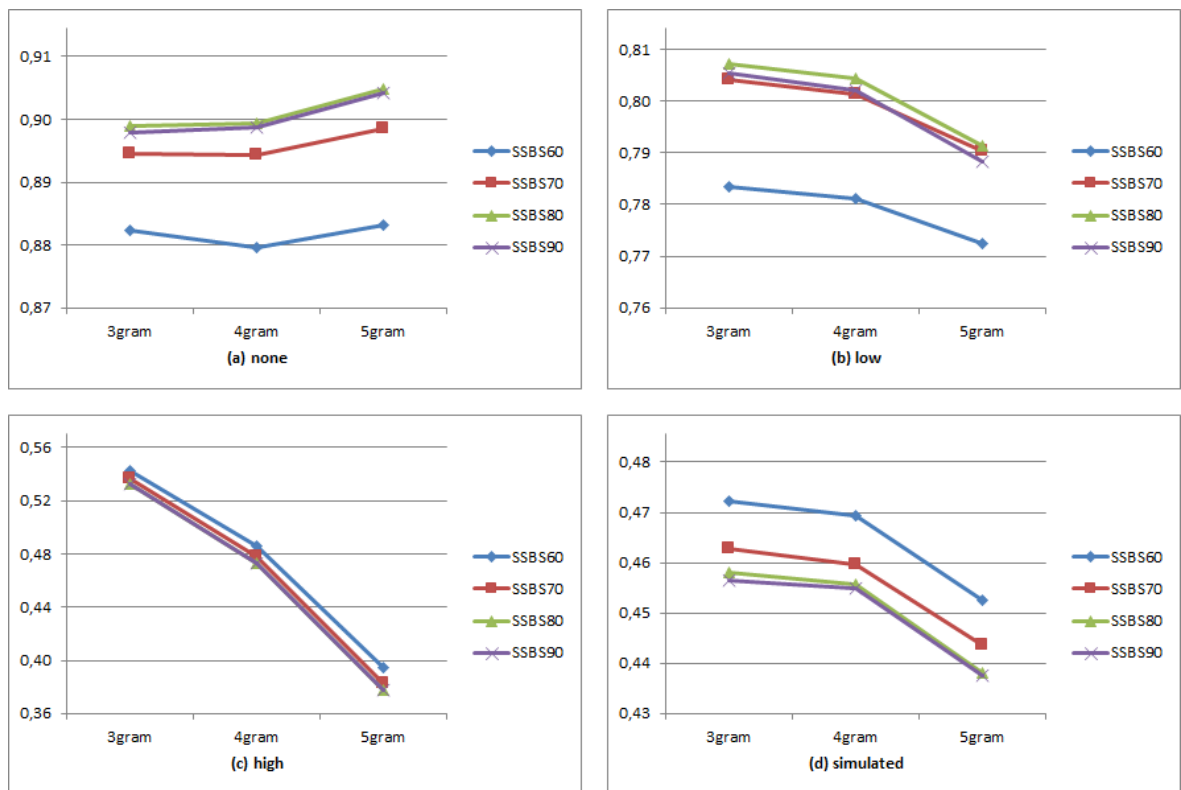 0,91
0,90
0,89
0,88
0,87
3gram 4gram 5gram
(a) none
SSBS60
SSBS70
SSBS80
SSBS90
0,81
0,80
0,79
0,78
0,77
0,76
3gram 4gram 5gram
(b) low
SSBS60
SSBS70
SSBS80
SSBS90
0,56
0,52
0,48
0,44
0,40
0,36
3gram 4gram 5gram
(c) high
SSBS60
SSBS70
SSBS80
SSBS90
0,48
0,47
0,46
0,45
0,44
0,43
3gram 4gram 5gram
(d) simulated
SSBS60
SSBS70
SSBS80
SSBS90